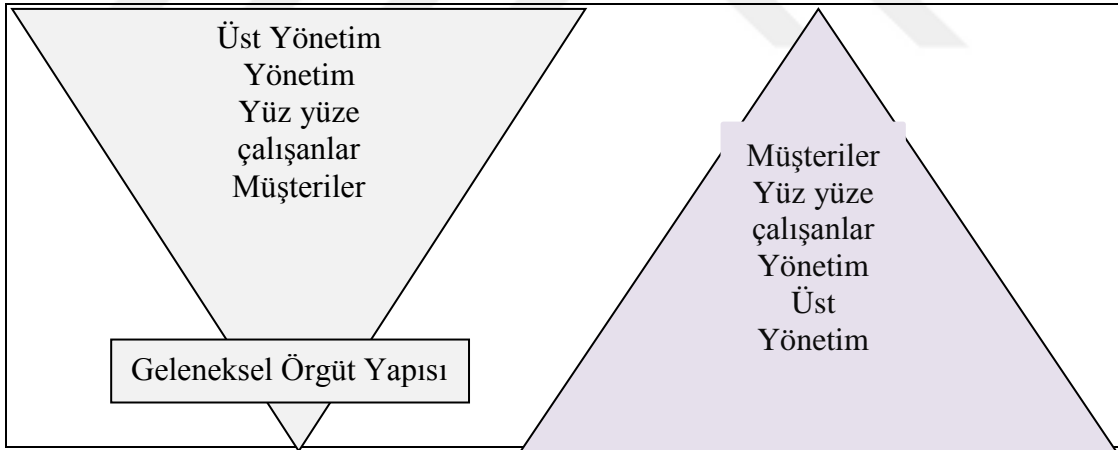 Üst Yönetim
Yönetim
Yüz yüze
çalışanlar
Müşteriler
Geleneksel Örgüt Yapısı
Müşteriler
Yüz yüze
çalışanlar
Yönetim
Üst
Yönetim